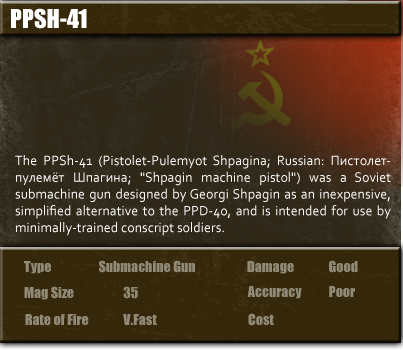 PPSH-41
The PPSh-41 (Pistolet-Pulemyot Shpagina; Russian: Пистолет-
пулемёт Шпагина; "Shpagin machine pistol") was a Soviet
submachine gun designed by Georgi Shpagin as an inexpensive,
simplified alternative to the PPD-40, and is intended for use by
minimally-trained conscript soldiers.
Type Submachine Gun Damage Good
Mag Size 35 Accuracy Poor
Rate of Fire V.Fast Cost